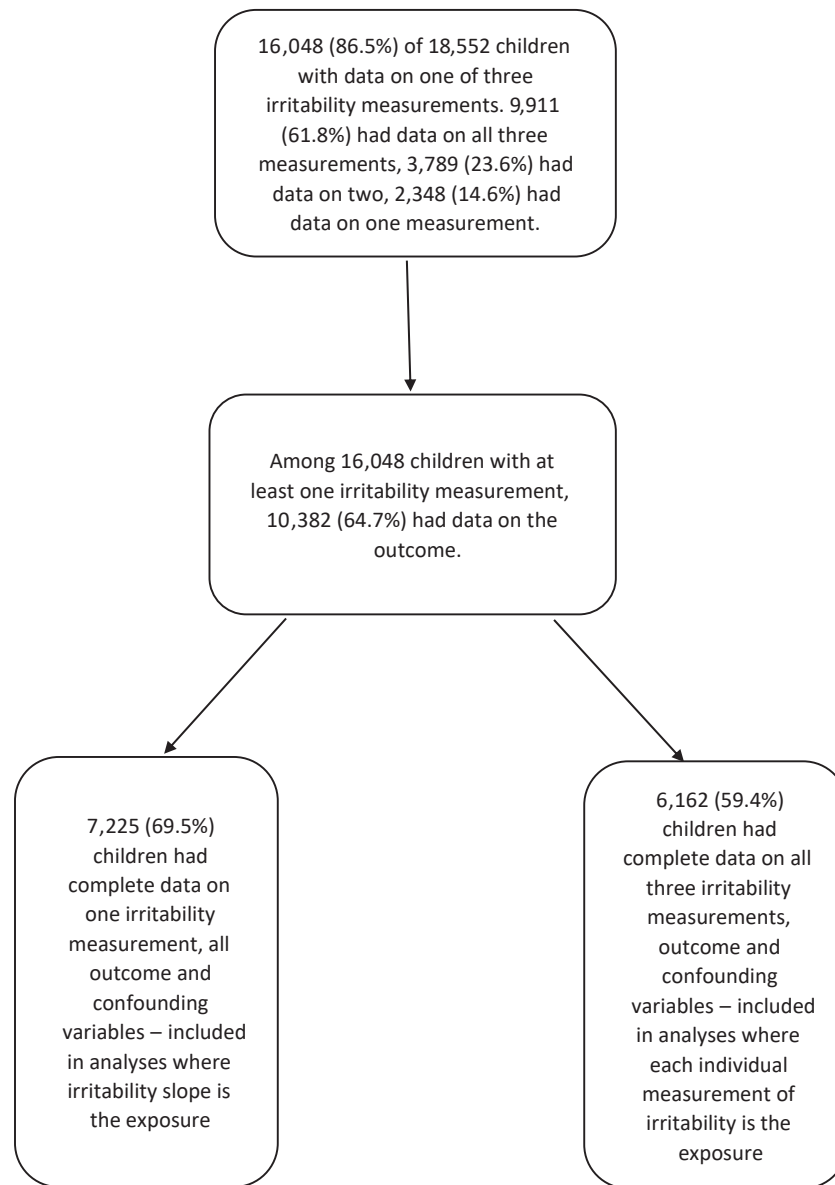 16,048 (86.5%) of 18,552 children
with data on one of three
irritability measurements. 9,911
(61.8%) had data on all three
measurements, 3,789 (23.6%) had
data on two, 2,348 (14.6%) had
data on one measurement.
Among 16,048 children with at
least one irritability measurement,
10,382 (64.7%) had data on the
outcome.
7,225 (69.5%)
children had
complete data on
one irritability
measurement, all
outcome and
confounding
variables – included
in analyses where
irritability slope is
the exposure
6,162 (59.4%)
children had
complete data on all
three irritability
measurements,
outcome and
confounding
variables – included
in analyses where
each individual
measurement of
irritability is the
exposure